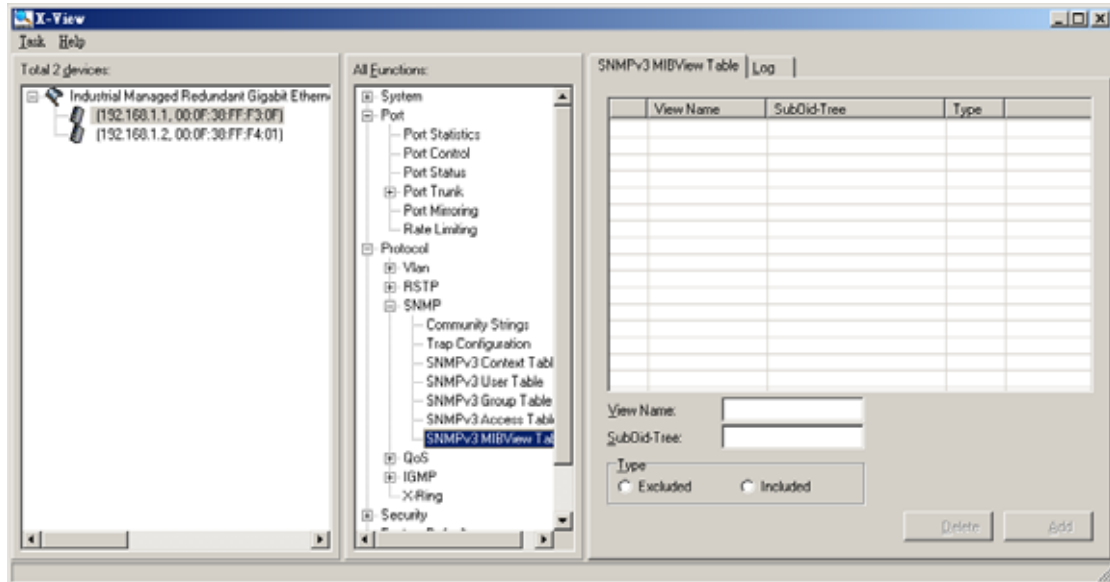 X-View
Task Help
Total 2 devices:
Industrial Managed Redundant Gigabit Ethern
(192.168.1.1, 00:0F:38:FF:F3:0F)
(192.168.1.2, 00:0F:38:FF:F4:01)
All Functions:
System
Port
Port Statistics
Port Control
Port Status
Port Trunk
Port Mirroring
Rate Limiting
Protocol
Vlan
RSTP
SNMP
Community Strings
Trap Configuration
SNMPv3 Context Tabl
SNMPv3 User Table
SNMPv3 Group Table
SNMPv3 Access Tabl
SNMPv3 MIBView Tal
QoS
IGMP
X-Ring
Security
SNMPv3 MIBView Table Log
View Name SubOid-Tree Type
View Name:
SubOid-Tree:
Type
Excluded Included
Delete Add